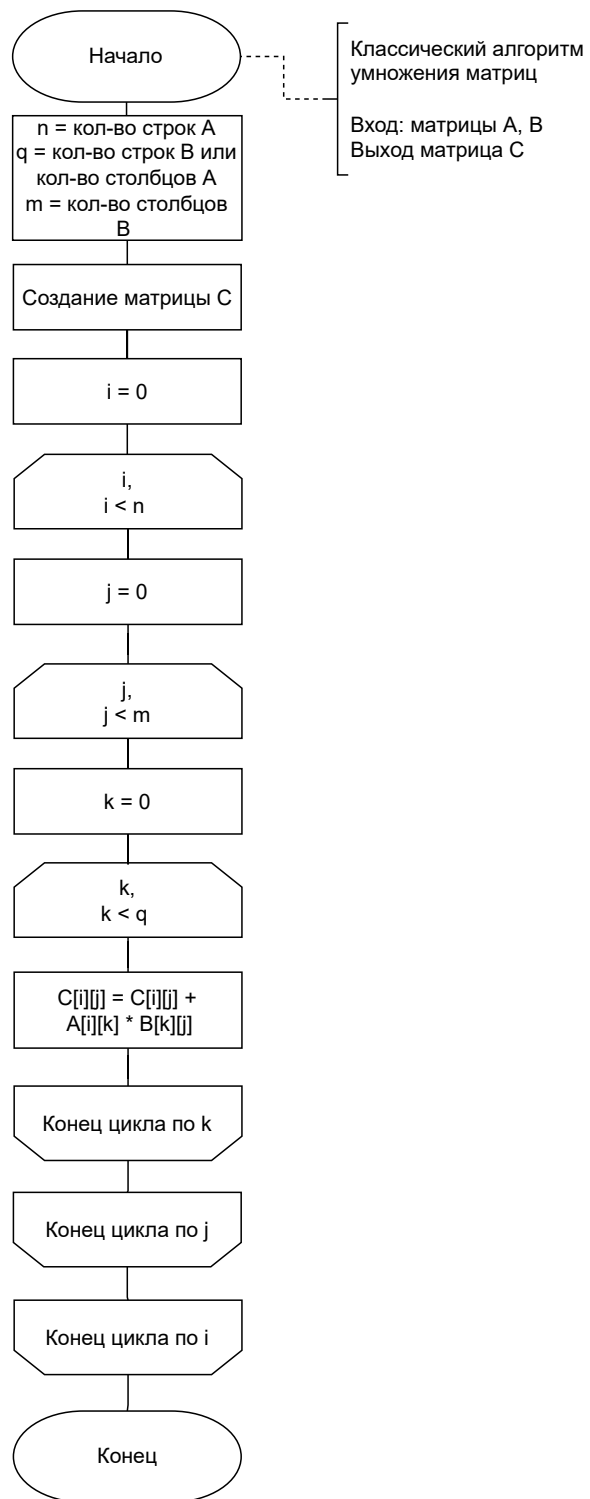 Начало
Классический алгоритм
умножения матриц
Вход: матрицы A, B
Выход матрица C
n = кол-во строк A
q = кол-во строк B или
кол-во столбцов A
m = кол-во столбцов
B
Создание матрицы C
i = 0
i,
i < n
j = 0
j,
j < m
k = 0
k,
k < q
C[i][j] = C[i][j] +
A[i][k] * B[k][j]
Конец цикла по k
Конец цикла по j
Конец цикла по i
Конец